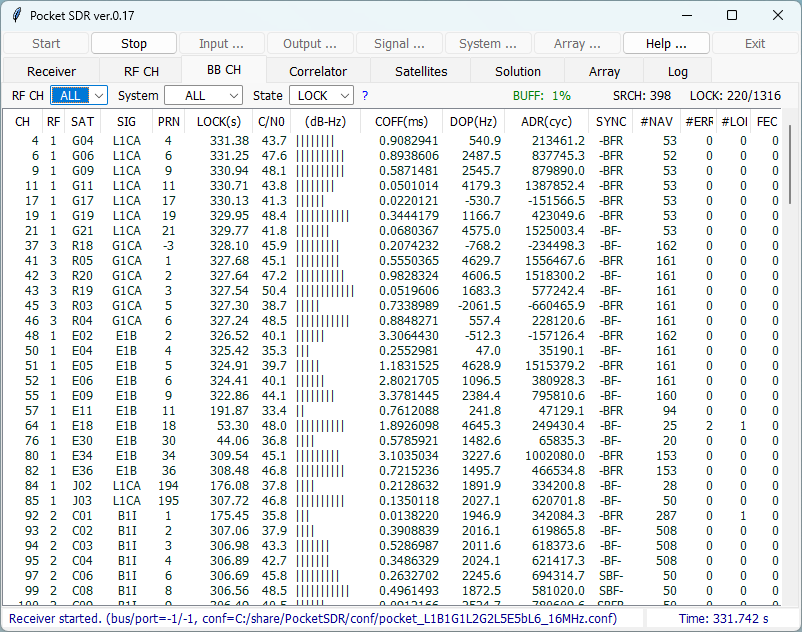 Pocket SDR ver.0.17
Start Stop Input ... Output ... Signal ... System ... Array ... Help ... Exit
Receiver RF CH BB CH Correlator Satellites Solution Array Log
RF CH ALL System ALL State LOCK ? BUFF: 1% SRCH: 398 LOCK: 220/1316
CH RF SAT SIG PRN LOCK(s) C/N0 (dB-Hz) COFF(ms) DOP(Hz) ADR(cyc) SYNC #NAV #ERR #LOL FEC
4 1 G04 L1CA 4 331.38 43.7 |||||||| 0.9082941 540.9 213461.2 -BFR 53 0 0 0
6 1 G06 L1CA 6 331.25 47.6 |||||||||| 0.8938606 2487.5 837745.3 -BFR 52 0 0 0
9 1 G09 L1CA 9 330.94 48.1 |||||||||| 0.5871481 2545.7 879890.0 -BFR 53 0 0 0
11 1 G11 L1CA 11 330.71 43.8 |||||||| 0.0501014 4179.3 1387852.4 -BFR 53 0 0 0
17 1 G17 L1CA 17 330.13 41.3 |||||| 0.0220121 -530.7 -151566.5 -BFR 53 0 0 0
19 1 G19 L1CA 19 329.95 48.4 ||||||||||| 0.3444179 1166.7 423049.6 -BFR 53 0 0 0
21 1 G21 L1CA 21 329.77 41.8 ||||||| 0.0680367 4575.0 1525003.4 -BF- 53 0 0 0
37 3 R18 G1CA -3 328.10 45.9 ||||||||| 0.2074232 -768.2 -234498.3 -BF- 162 0 0 0
41 3 R05 G1CA 1 327.68 45.1 ||||||||| 0.5550365 4629.7 1556467.6 -BFR 161 0 0 0
42 3 R20 G1CA 2 327.64 47.2 |||||||||| 0.9828324 4606.5 1518300.2 -BF- 161 0 0 0
43 3 R19 G1CA 3 327.54 50.4 |||||||||||| 0.0519606 1683.3 577242.4 -BF- 161 0 0 0
45 3 R03 G1CA 5 327.30 38.7 ||||| 0.7338989 -2061.5 -660465.9 -BFR 161 0 0 0
46 3 R04 G1CA 6 327.24 48.5 ||||||||||| 0.8848271 557.4 228120.6 -BF- 161 0 0 0
48 1 E02 E1B 2 326.52 40.1 |||||| 3.3064430 -512.3 -157126.4 -BFR 162 0 0 0
50 1 E04 E1B 4 325.42 35.3 ||| 0.2552981 47.0 35190.1 -BF- 161 0 0 0
51 1 E05 E1B 5 324.91 39.7 ||||| 1.1831525 4628.9 1515379.2 -BFR 161 0 0 0
52 1 E06 E1B 6 324.41 40.1 |||||| 2.8021705 1096.5 380928.3 -BF- 161 0 0 0
55 1 E09 E1B 9 322.86 44.1 |||||||| 3.3781445 2384.4 795810.6 -BF- 160 0 0 0
57 1 E11 E1B 11 191.87 33.4 || 0.7612088 241.8 47129.1 -BFR 94 0 0 0
64 1 E18 E1B 18 53.30 48.0 |||||||||| 1.8926098 4645.3 249430.4 -BF- 25 2 1 0
76 1 E30 E1B 30 44.06 36.8 |||| 0.5785921 1482.6 65835.3 -BF- 20 0 0 0
80 1 E34 E1B 34 309.54 45.1 ||||||||| 3.1035034 3227.6 1002080.0 -BFR 153 0 0 0
82 1 E36 E1B 36 308.48 46.8 |||||||||| 0.7215236 1495.7 466534.8 -BFR 153 0 0 0
84 1 J02 L1CA 194 176.08 37.8 |||| 0.2128632 1891.9 334200.8 -BF- 28 0 0 0
85 1 J03 L1CA 195 307.72 46.8 |||||||||| 0.1350118 2027.1 620701.8 -BF- 50 0 0 0
92 2 C01 B1I 1 175.45 35.8 ||| 0.0138220 1946.9 342084.3 -BFR 287 0 1 0
93 2 C02 B1I 2 307.06 37.9 |||| 0.3908839 2016.1 619865.8 -BF- 508 0 0 0
94 2 C03 B1I 3 306.98 43.3 ||||||| 0.5286987 2011.6 618373.6 -BF- 508 0 0 0
95 2 C04 B1I 4 306.89 42.7 ||||||| 0.3486329 2024.1 621417.3 -BF- 508 0 0 0
97 2 C06 B1I 6 306.69 45.8 ||||||||| 0.2632702 2245.6 694314.7 SBF- 50 0 0 0
99 2 C08 B1I 8 306.56 48.5 ||||||||||| 0.4961493 1872.5 581020.0 SBF- 50 0 0 0
Receiver started. (bus/port=-1/-1, conf=C:/share/PocketSDR/conf/pocket_L1B1G1L2G2L5E5bL6_16MHz.conf) Time: 331.742 s